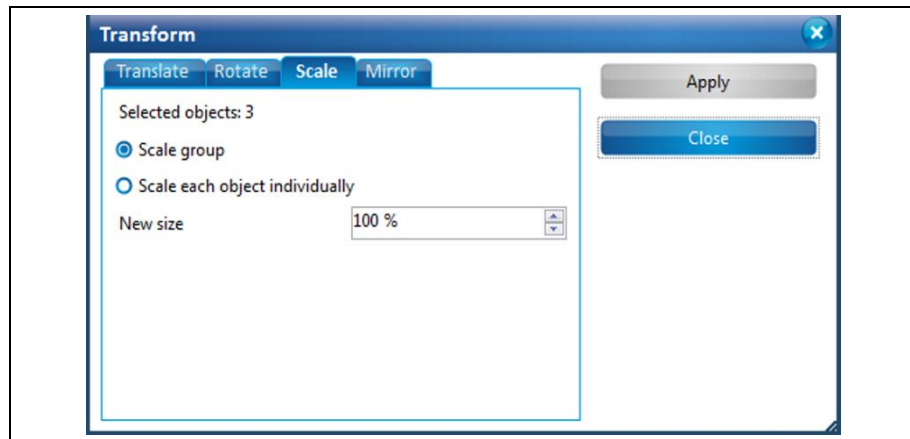 Transform
Translate Rotate Scale Mirror
Selected objects: 3
Scale group
Scale each object individually
New size 100 %
Apply
Close